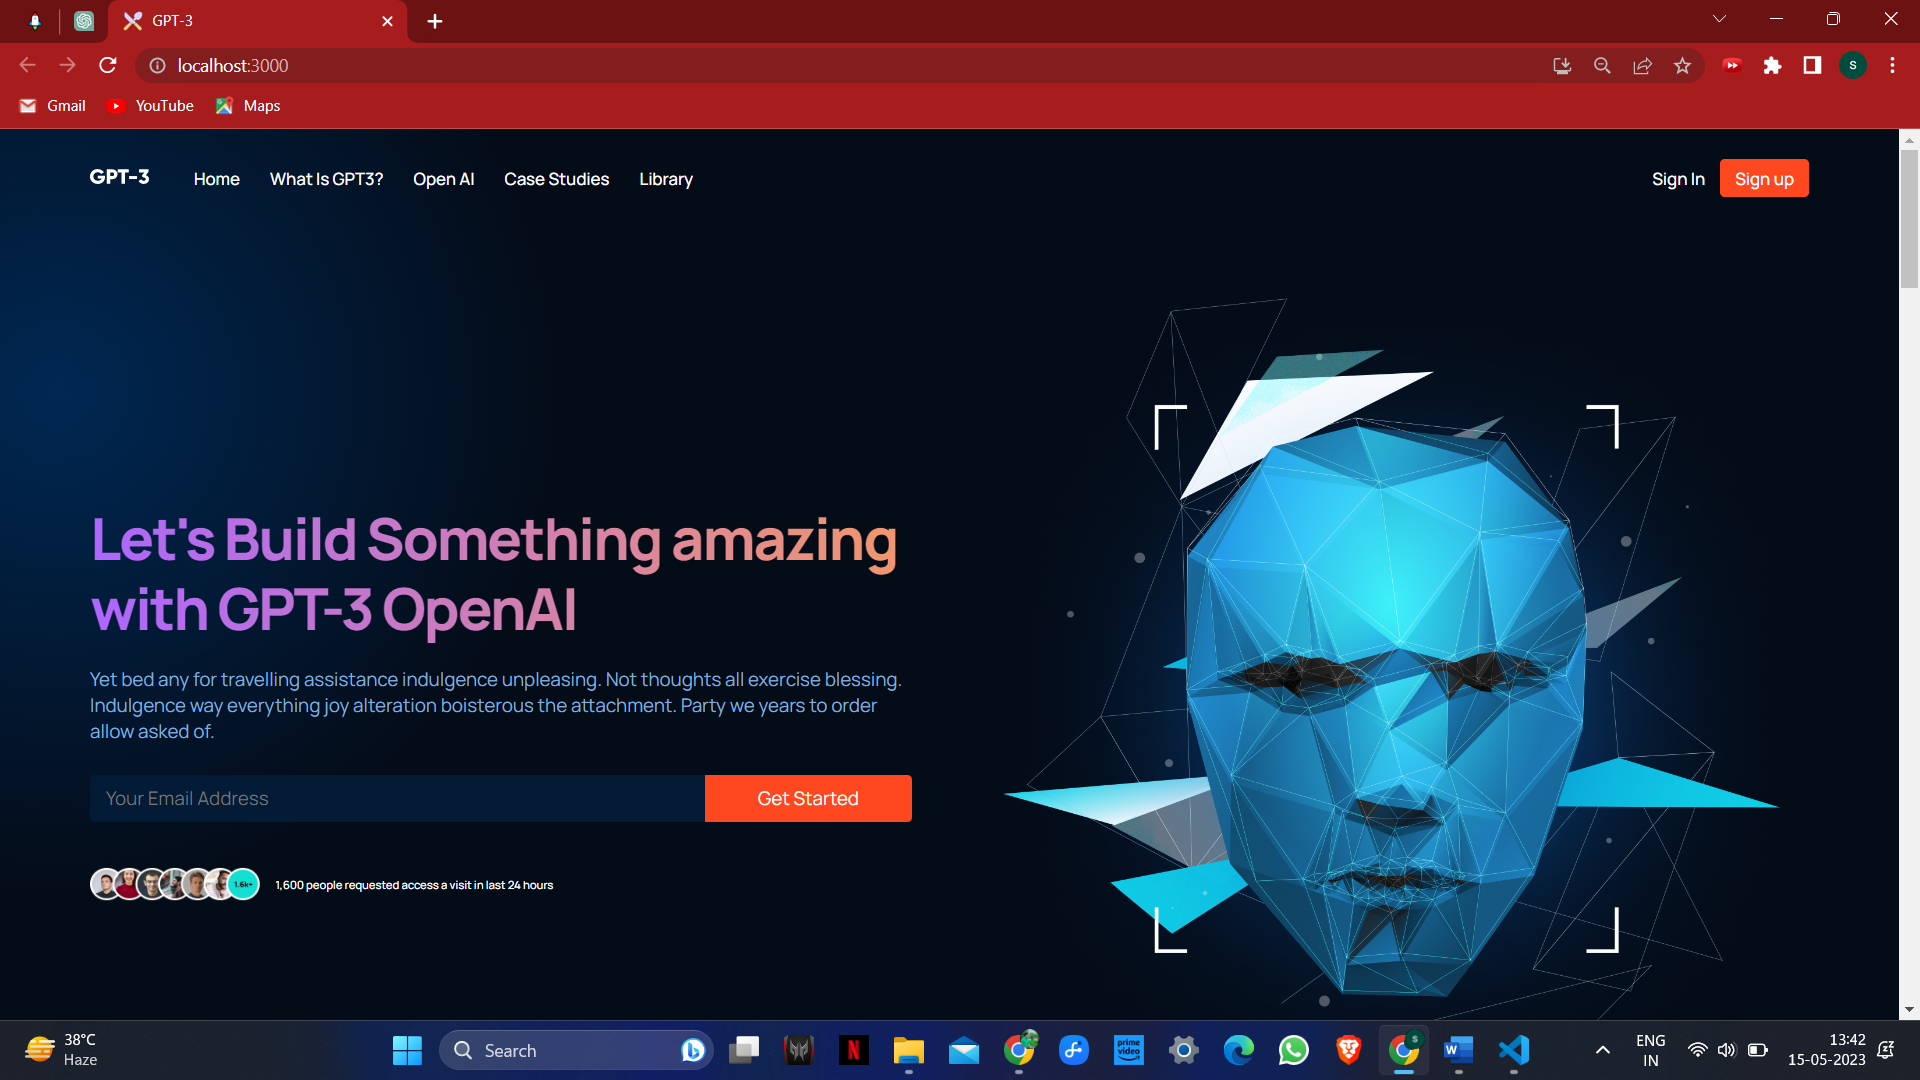 GPT-3
localhost:3000
S
Gmail
YouTube
Maps
GPT-3
Home
What Is GPT3?
Open AI
Case Studies
Library
Sign In
Sign up
Let's Build Something amazing
with GPT-3 OpenAI
Yet bed any for travelling assistance indulgence unpleasing. Not thoughts all exercise blessing.
Indulgence way everything joy alteration boisterous the attachment. Party we years to order
allow asked of.
Your Email Address
Get Started
1.6k+
1,600 people requested access a visit in last 24 hours
38°C
Haze
Search
N
prime video
S
W
ENG
IN
13:42
15-05-2023